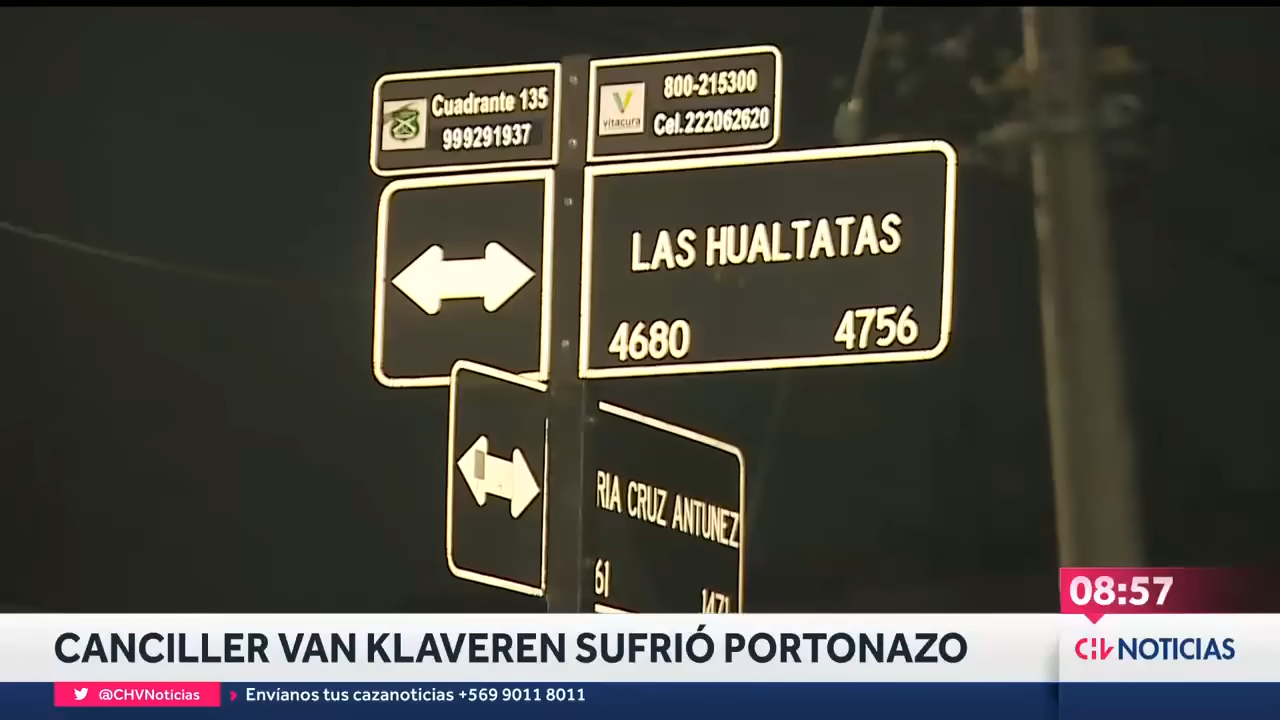 Cuadrante 135
999291937
vitacura
800-215300
Cel.222062620
LAS HUALTATAS
4680 4756
RIA CRUZ ANTUNEZ
61 1471
08:57
CANCILLER VAN KLAVEREN SUFRIÓ PORTONAZO
CHV NOTICIAS
@CHVNoticias Envíanos tus cazanoticias +569 9011 8011